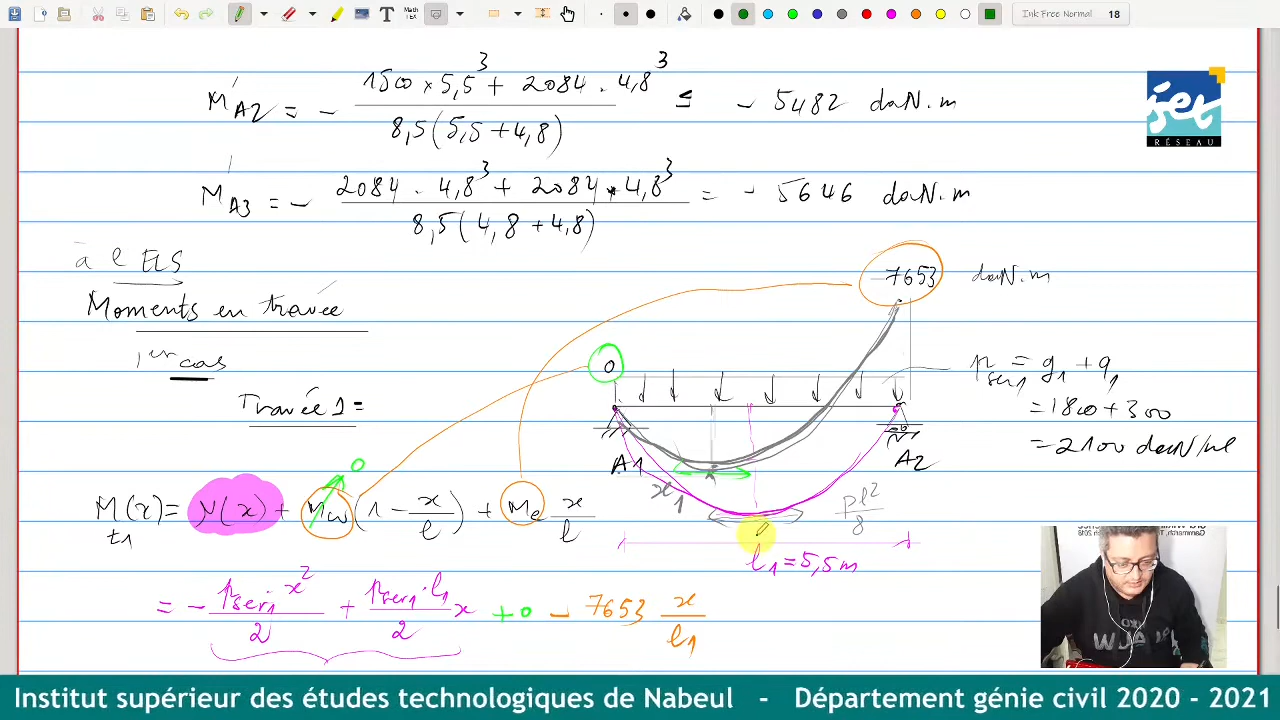 Ink Free Normal 18
Math Text
M'A2 = - (1500 × 5,5³ + 2084 . 4,8³) / (8,5(5,5 + 4,8)) ≤ - 5482 daN.m
M'A3 = - (2084 . 4,8³ + 2084 * 4,8³) / (8,5(4,8 + 4,8)) = - 5646 daN.m
iset
RÉSEAU
à l'ELS
Moments en travée
-7653 daN.m
1er cas
0
Travée 1 =
Pser1 = g1 + q1
= 1800 + 300
= 2100 daN/ml
A1
A2
x1
pl²/8
l1 = 5,5 m
Mt1(x) = μ(x) + Mw (1 - x/l) + Me x/l
0
= - Pser1 . x²/2 + Pser1 . l1/2 x + 0 - 7653 x/l1
Institut supérieur des études technologiques de Nabeul - Département génie civil 2020 - 2021